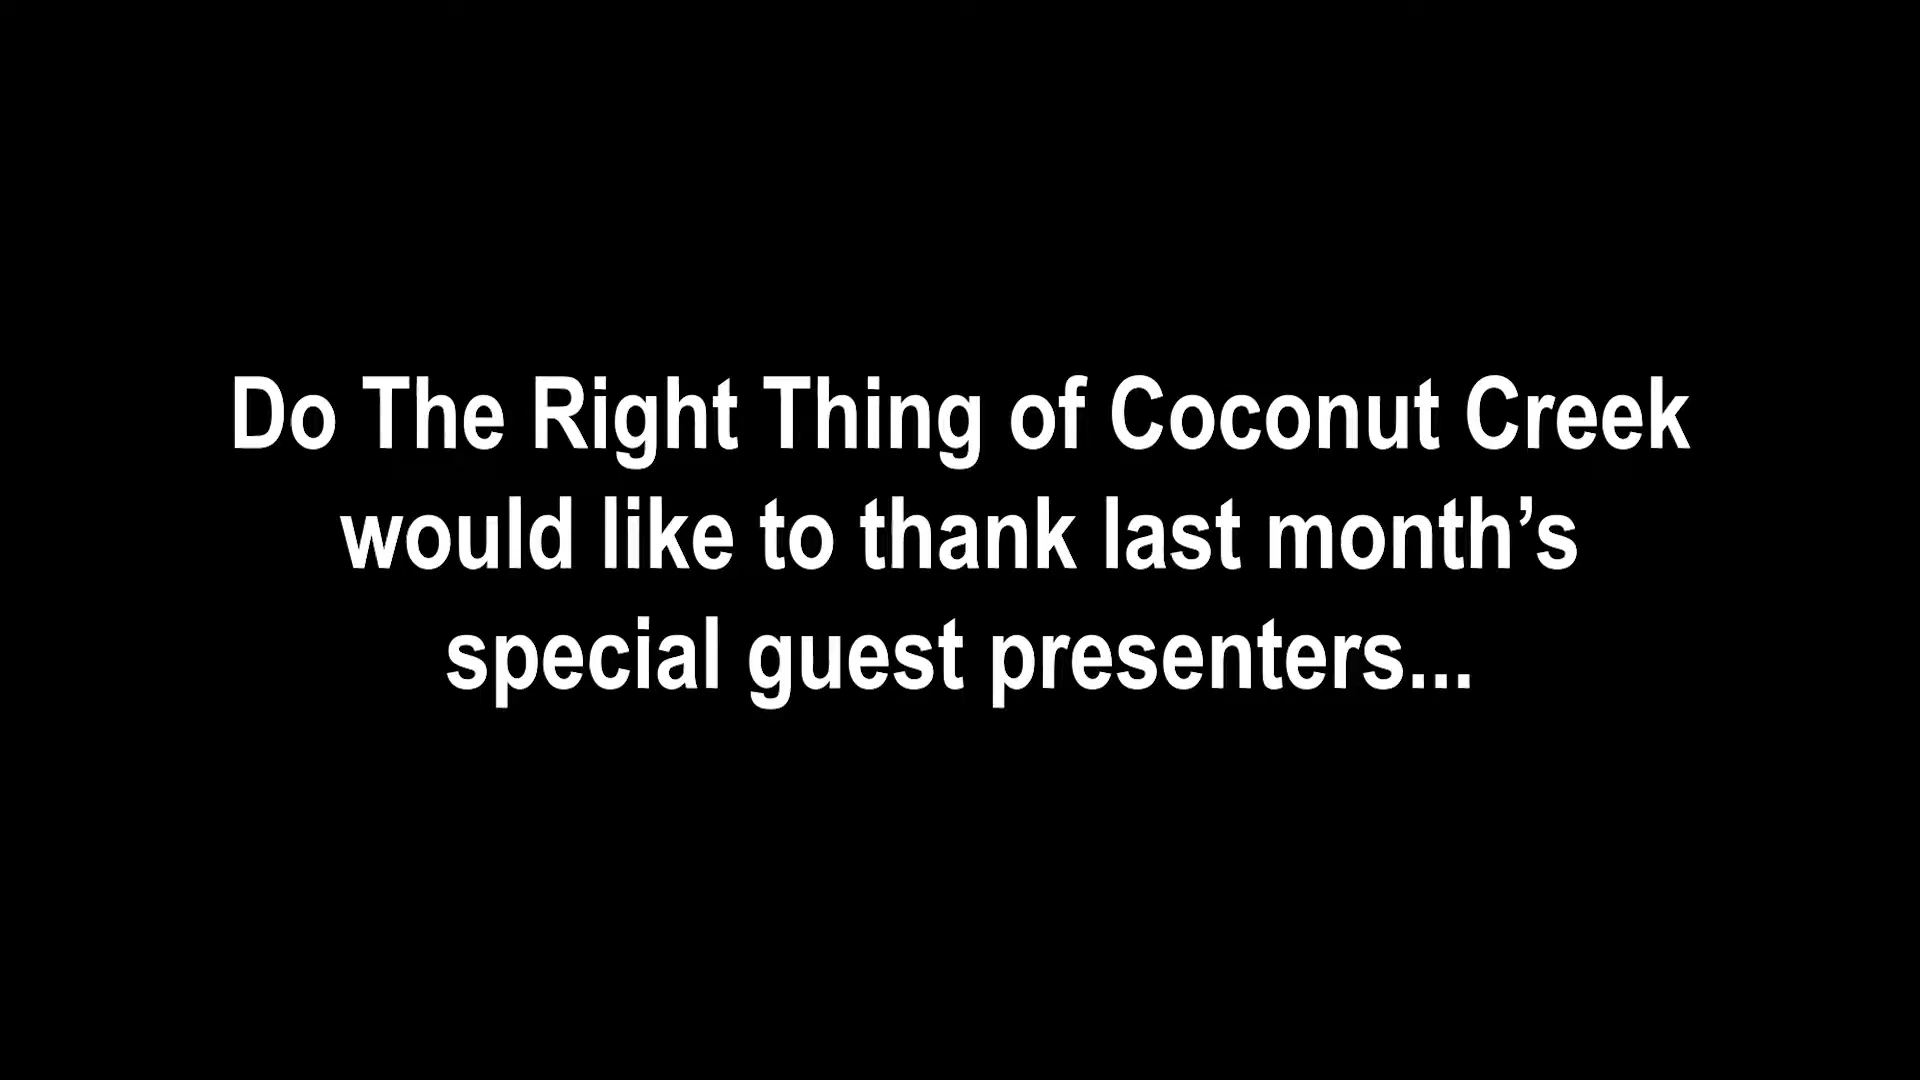 Do The Right Thing of Coconut Creek
would like to thank last month’s
special guest presenters...